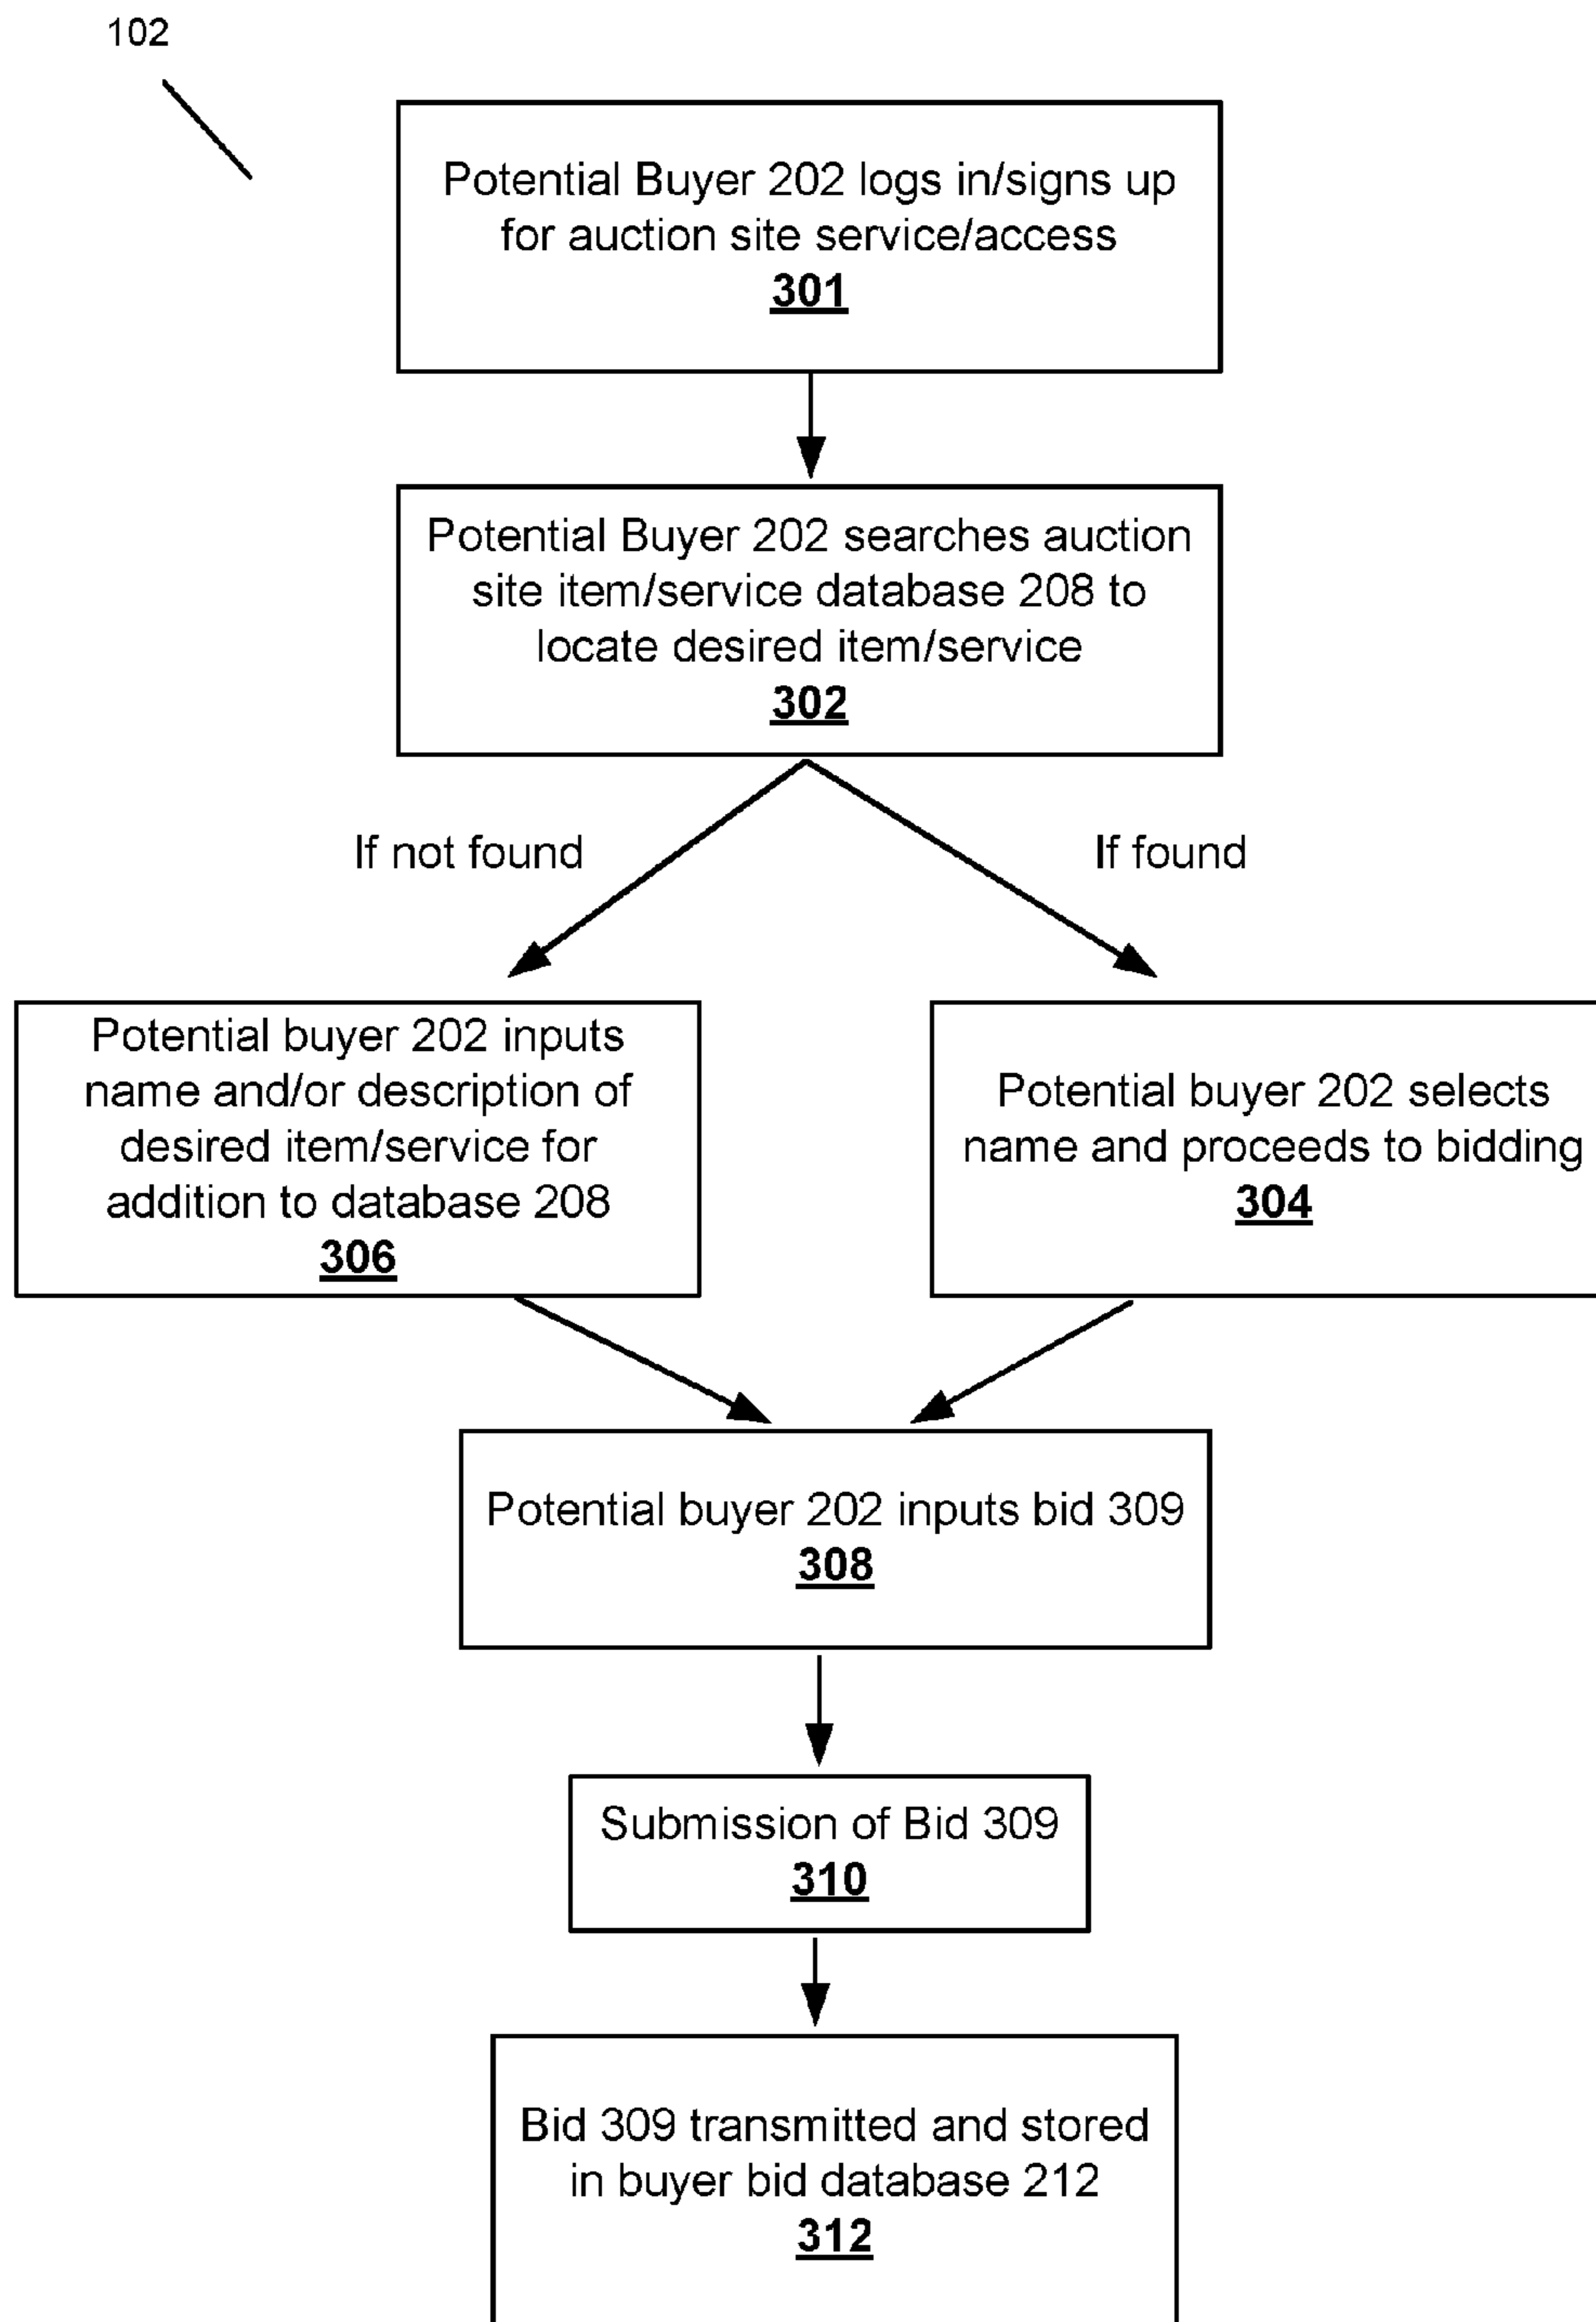 102
Potential Buyer 202 logs in/signs up
for auction site service/access
301
Potential Buyer 202 searches auction
site item/service database 208 to
locate desired item/service
302
If not found
If found
Potential buyer 202 inputs
name and/or description of
desired item/service for
addition to database 208
306
Potential buyer 202 selects
name and proceeds to bidding
304
Potential buyer 202 inputs bid 309
308
Submission of Bid 309
310
Bid 309 transmitted and stored
in buyer bid database 212
312